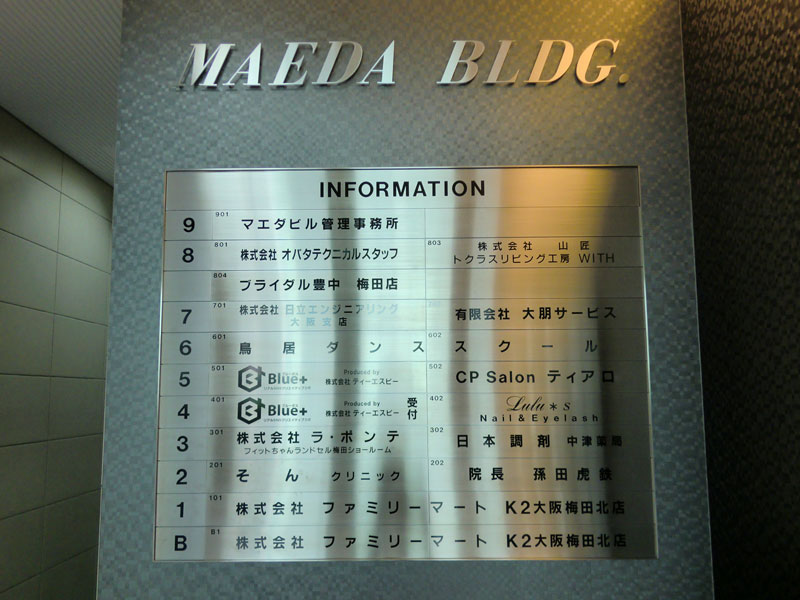 MAEDA BLDG.
INFORMATION
9 901 マエダビル管理事務所
8 801 株式会社 オバタテクニカルスタッフ
803 株式会社 山匠
トクラスリビング工房 WITH
804 ブライダル豊中 梅田店
7 701 株式会社 日立エンジニアリング
大阪支店
有限会社 大朋サービス
6 601 鳥居ダンス 602 スクール
5 501 Blue+ Produced by
株式会社 ティーエスピー
502 CP Salon ティアロ
4 401 Blue+ Produced by
株式会社 ティーエスピー
受付
402 Lulu*s
Nail & Eyelash
3 301 株式会社 ラ・ポンテ
フィットちゃんランドセル梅田ショールーム
302 日本調剤 中津薬局
2 201 そん クリニック 202 院長 孫田虎鉄
1 101 株式会社 ファミリーマート K2大阪梅田北店
B B1 株式会社 ファミリーマート K2大阪梅田北店